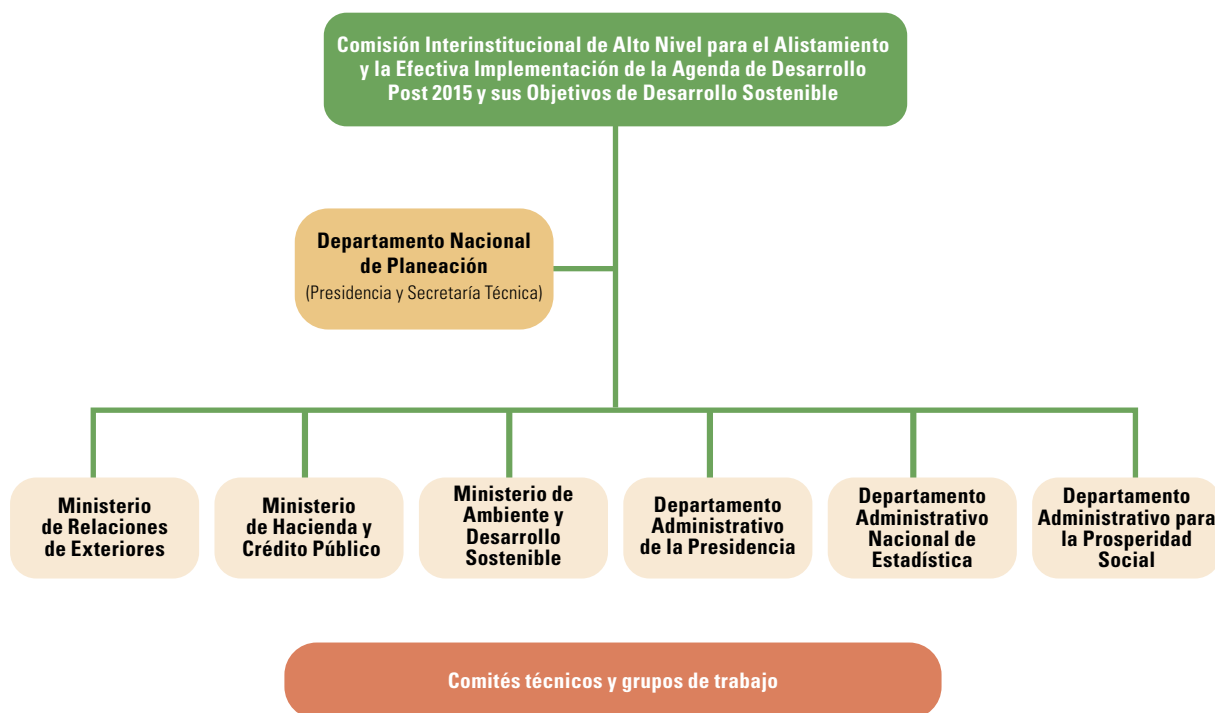 Comisión Interinstitucional de Alto Nivel para el Alistamiento
y la Efectiva Implementación de la Agenda de Desarrollo
Post 2015 y sus Objetivos de Desarrollo Sostenible
Departamento Nacional
de Planeación
(Presidencia y Secretaría Técnica)
Ministerio
de Relaciones
de Exteriores
Ministerio
de Hacienda y
Crédito Público
Ministerio de
Ambiente y
Desarrollo
Sostenible
Departamento
Administrativo
de la Presidencia
Departamento
Administrativo
Nacional de
Estadística
Departamento
Administrativo para
la Prosperidad
Social
Comités técnicos y grupos de trabajo